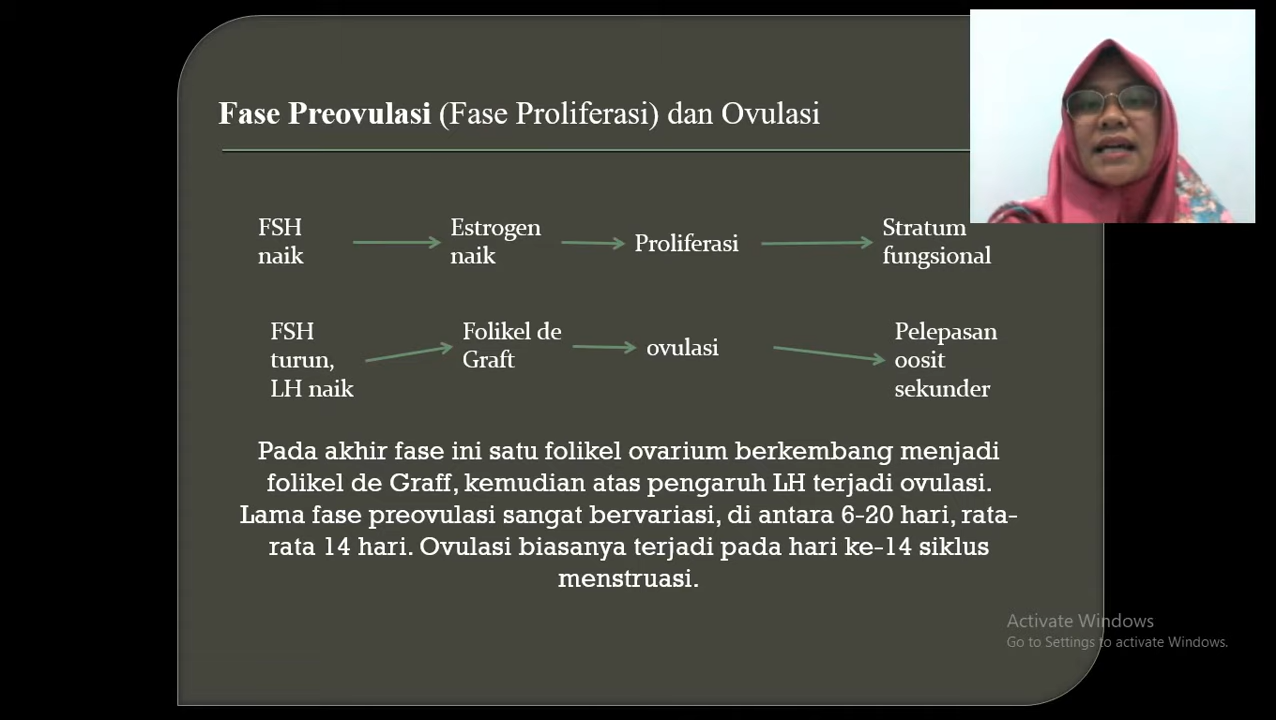 Fase Preovulasi (Fase Proliferasi) dan Ovulasi
FSH
naik
Estrogen
naik
Proliferasi
Stratum
fungsional
FSH
turun,
LH naik
Folikel de
Graft
ovulasi
Pelepasan
oosit
sekunder
Pada akhir fase ini satu folikel ovarium berkembang menjadi
folikel de Graff, kemudian atas pengaruh LH terjadi ovulasi.
Lama fase preovulasi sangat bervariasi, di antara 6-20 hari, rata-
rata 14 hari. Ovulasi biasanya terjadi pada hari ke-14 siklus
menstruasi.
Activate Windows
Go to Settings to activate Windows.